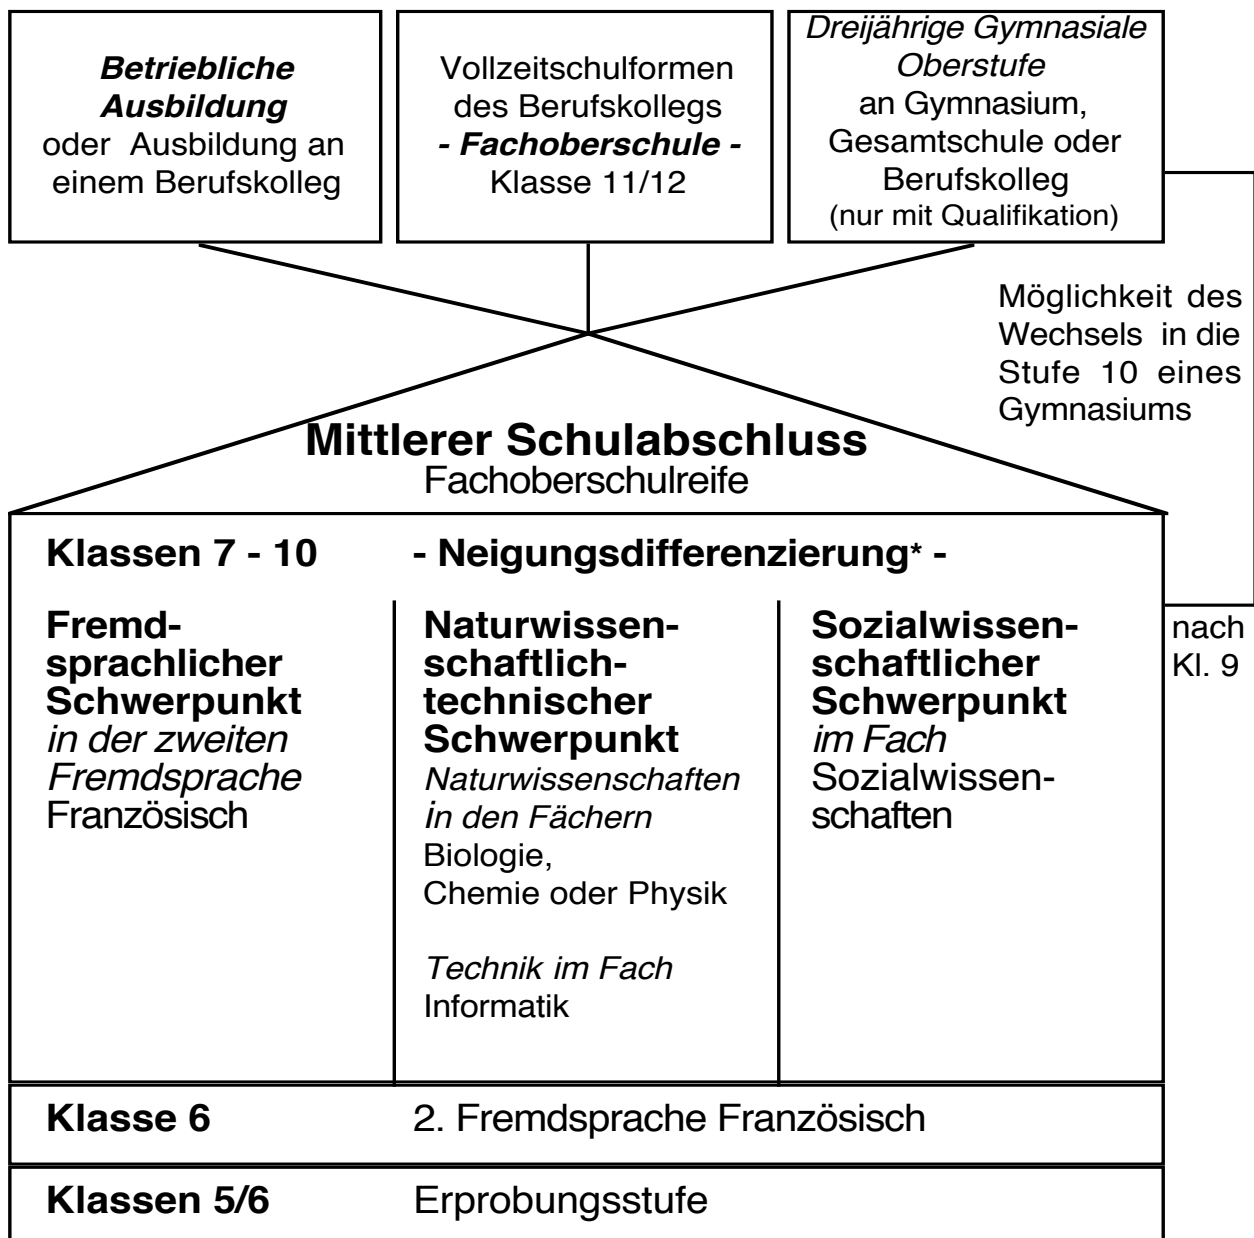 Betriebliche
Ausbildung
oder Ausbildung an
einem Berufskolleg
Vollzeitschulformen
des Berufskollegs
- Fachoberschule -
Klasse 11/12
Dreijährige Gymnasiale
Oberstufe
an Gymnasium,
Gesamtschule oder
Berufskolleg
(nur mit Qualifikation)
Möglichkeit des
Wechsels in die
Stufe 10 eines
Gymnasiums
Mittlerer Schulabschluss
Fachoberschulreife
Klassen 7 - 10 - Neigungsdifferenzierung* -
Fremd-
sprachlicher
Schwerpunkt
in der zweiten
Fremdsprache
Französisch
Naturwissen-
schaftlich-
technischer
Schwerpunkt
Naturwissenschaften
in den Fächern
Biologie,
Chemie oder Physik
Technik im Fach
Informatik
Sozialwissen-
schaftlicher
Schwerpunkt
im Fach
Sozialwissen-
schaften
nach
Kl. 9
Klasse 6 2. Fremdsprache Französisch
Klassen 5/6 Erprobungsstufe